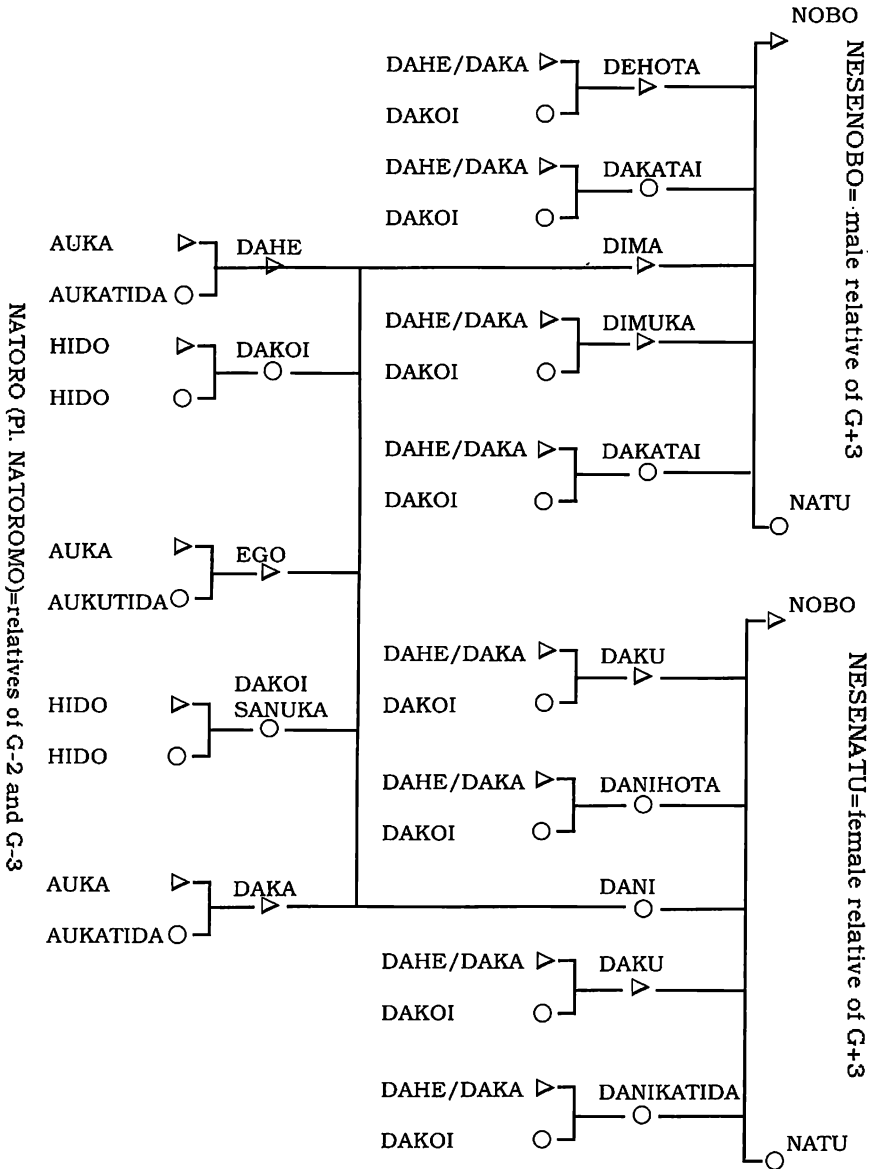 NOBO
DAHE/DAKA
DEHOTA
DAKOI
DAHE/DAKA
DAKATAI
DAKOI
AUKA
DAHE
DIMA
AUKATIDA
DAHE/DAKA
DIMUKA
HIDO
DAKOI
DAKOI
HIDO
DAHE/DAKA
DAKATAI
DAKOI
NATU
NESENOBO= male relative of G+3
AUKA
EGO
AUKUTIDA
NOBO
DAHE/DAKA
DAKU
DAKOI
DAKOI
SANUKA
HIDO
HIDO
DAHE/DAKA
DANIHOTA
DAKOI
AUKA
DAKA
DANI
AUKATIDA
DAHE/DAKA
DAKU
DAKOI
DAHE/DAKA
DANIKATIDA
DAKOI
NATU
NESENATU=female relative of G+3
NATORO (Pl. NATOROMO)=relatives of G-2 and G-3